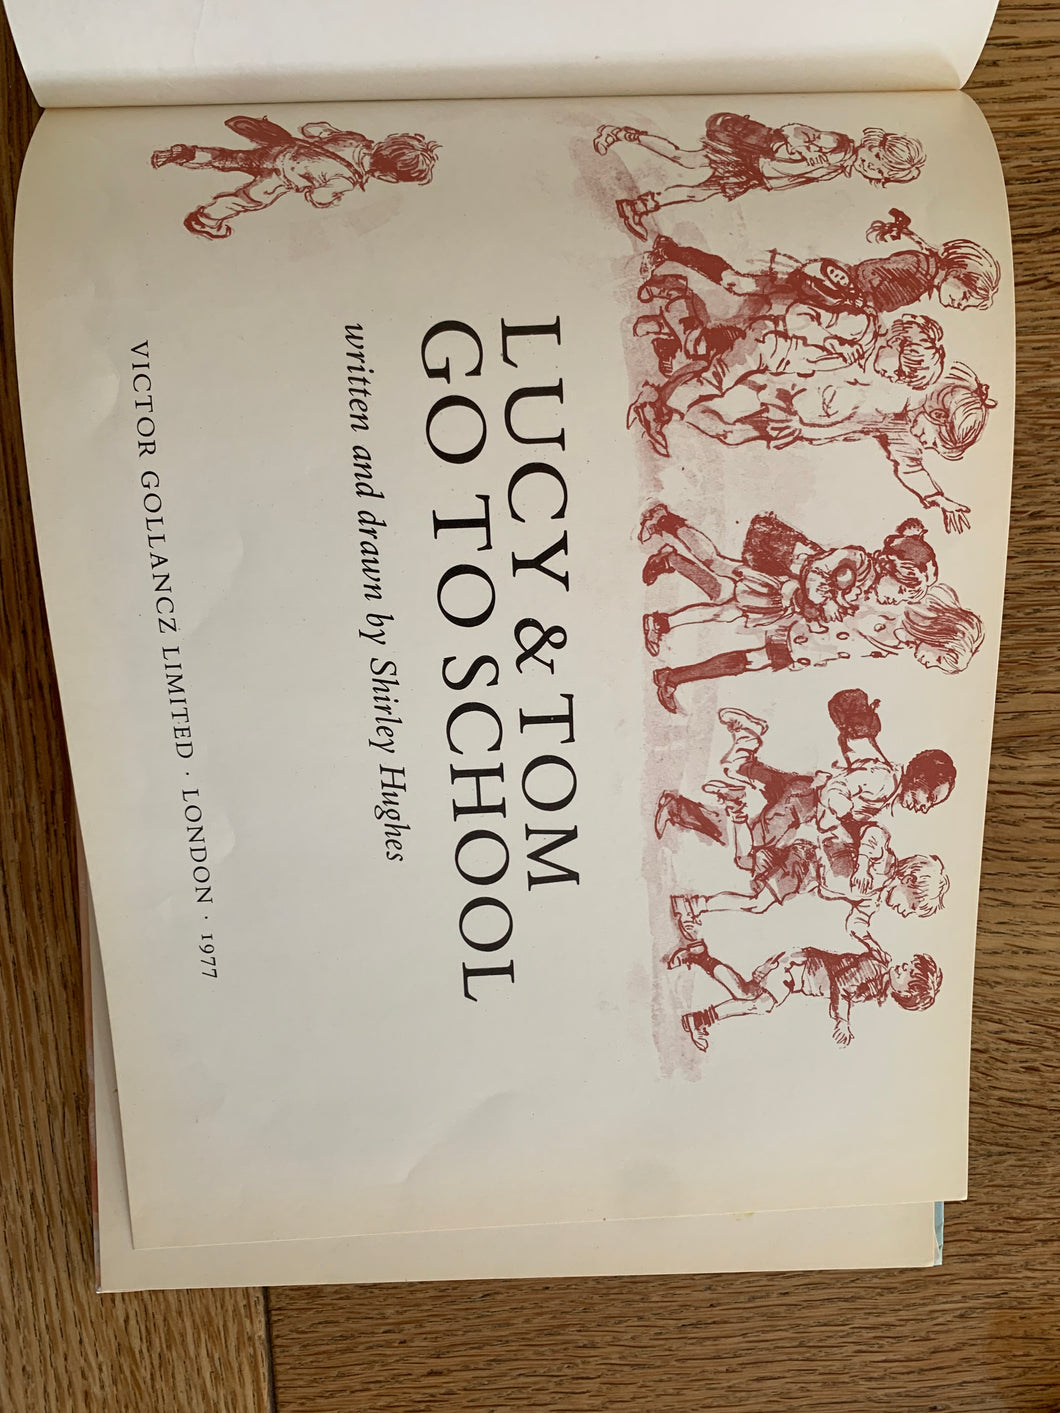 LUCY & TOM
GO TO SCHOOL
written and drawn by Shirley Hughes
VICTOR GOLLANCZ LIMITED · LONDON · 1977